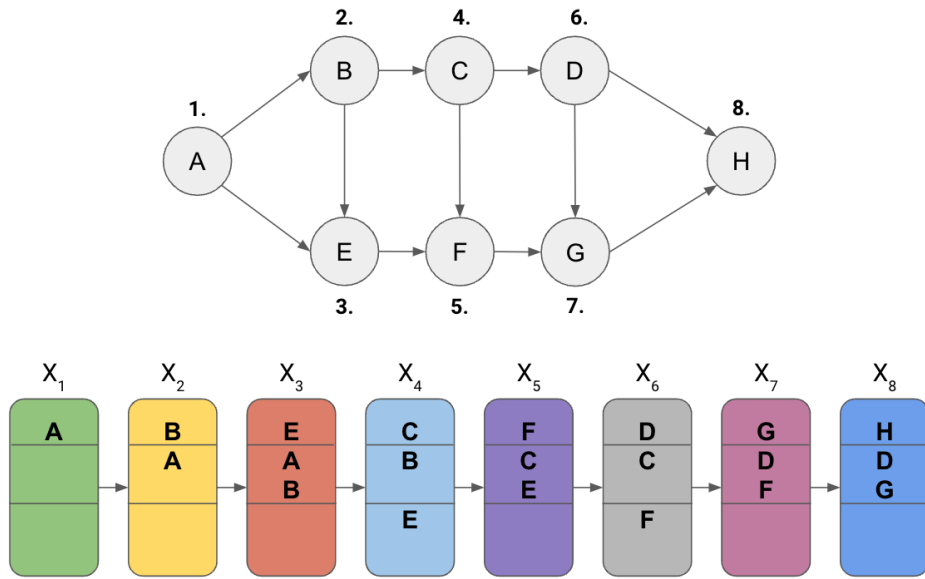 2. 4. 6.
B C D
1. 8.
A H
E F G
3. 5. 7.
X1 X2 X3 X4 X5 X6 X7 X8
A B E C F D G H
A A B C C D D
B E F G
E F